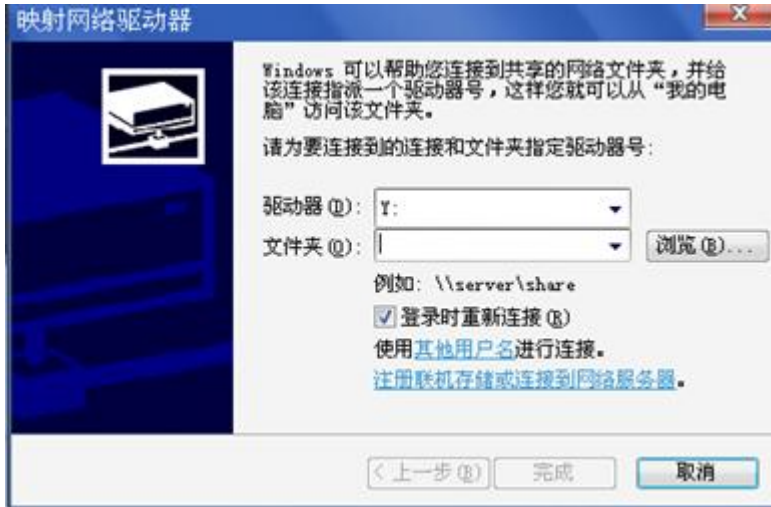 映射网络驱动器
Windows 可以帮助您连接到共享的网络文件夹，并给
该连接指派一个驱动器号，这样您就可以从“我的电
脑”访问该文件夹。
请为要连接到的连接和文件夹指定驱动器号：
驱动器(D)： Y:
文件夹(O)： 浏览(B)...
例如：\\server\share
登录时重新连接(R)
使用其他用户名进行连接。
注册联机存储或连接到网络服务器。
<上一步(B) 完成 取消